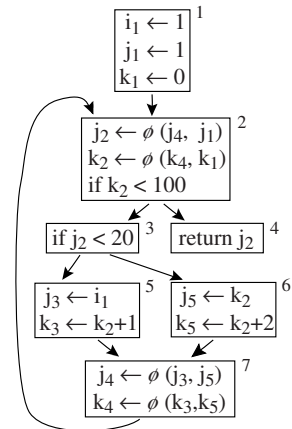 i₁ ← 1 1
j₁ ← 1
k₁ ← 0
j₂ ← ϕ (j₄, j₁) 2
k₂ ← ϕ (k₄, k₁)
if k₂ < 100
if j₂ < 20 3
return j₂ 4
j₃ ← i₁ 5
k₃ ← k₂+1
j₅ ← k₂ 6
k₅ ← k₂+2
j₄ ← ϕ (j₃, j₅) 7
k₄ ← ϕ (k₃,k₅)